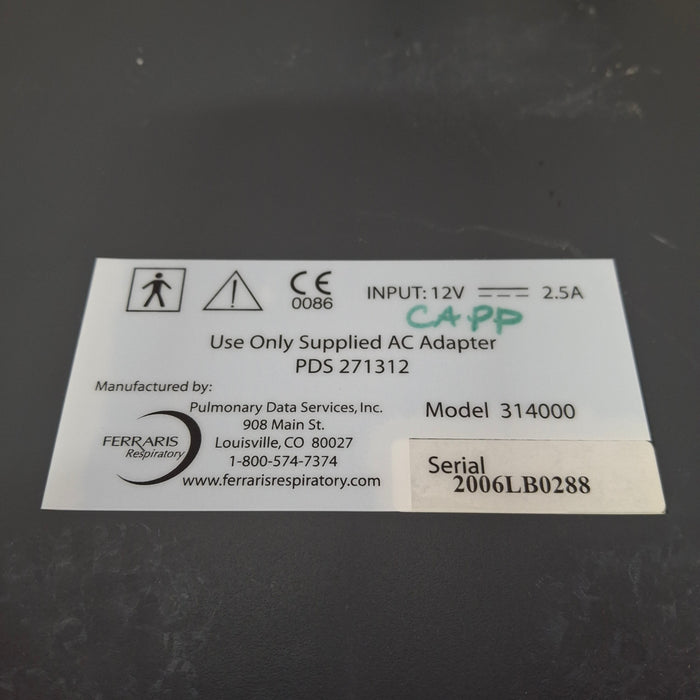 CE
0086
INPUT: 12V ⎓ 2.5A
CAPP
Use Only Supplied AC Adapter
PDS 271312
Manufactured by:
FERRARIS
Respiratory
Pulmonary Data Services, Inc.
908 Main St.
Louisville, CO 80027
1-800-574-7374
www.ferrarisrespiratory.com
Model 314000
Serial
2006LB0288